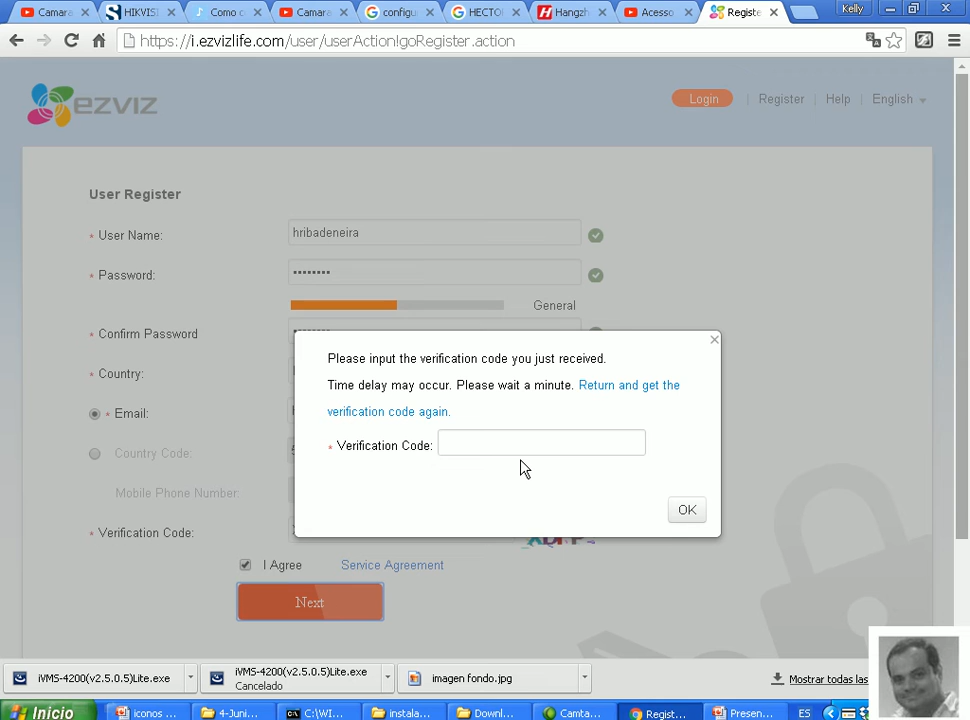 Camara
HIKVISI
Como c
Camara
configu
HECTO
Hangzh
Acesso
Registe
Kelly
https://i.ezvizlife.com/user/userAction!goRegister.action
ezviz
Login | Register | Help | English
User Register
* User Name: hribadeneira
* Password: ••••••••
General
* Confirm Password ••••••••
* Country:
* Email:
Country Code:
Mobile Phone Number:
* Verification Code:
Please input the verification code you just received.
Time delay may occur. Please wait a minute. Return and get the
verification code again.
* Verification Code:
OK
I Agree Service Agreement
Next
iVMS-4200(v2.5.0.5)Lite.exe
iVMS-4200(v2.5.0.5)Lite.exe
Cancelado
imagen fondo.jpg
Mostrar todas las
Inicio
iconos ...
4-Juni...
C:\WI...
instala...
Downl...
Camta...
Regist...
Presen...
ES